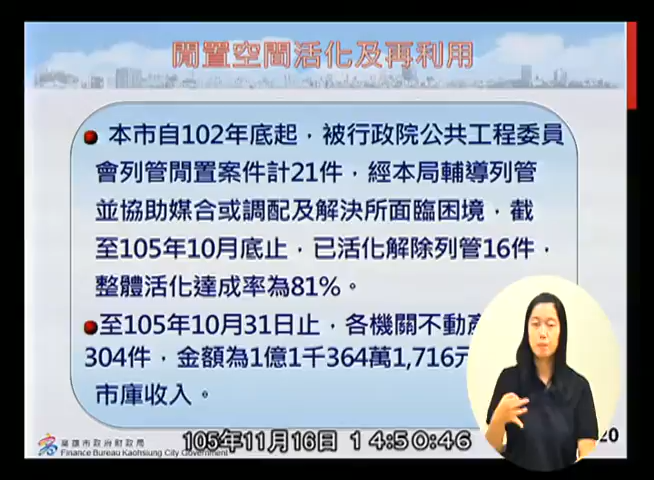 閒置空間活化及再利用
本市自102年底起，被行政院公共工程委員
會列管閒置案件計21件，經本局輔導列管
並協助媒合或調配及解決所面臨困境，截
至105年10月底止，已活化解除列管16件，
整體活化達成率為81%。
至105年10月31日止，各機關不動產
304件，金額為1億1千364萬1,716元
市庫收入。
高雄市政府財政局
Finance Bureau Kaohsiung City Government
105年11月16日 14:50:46
20